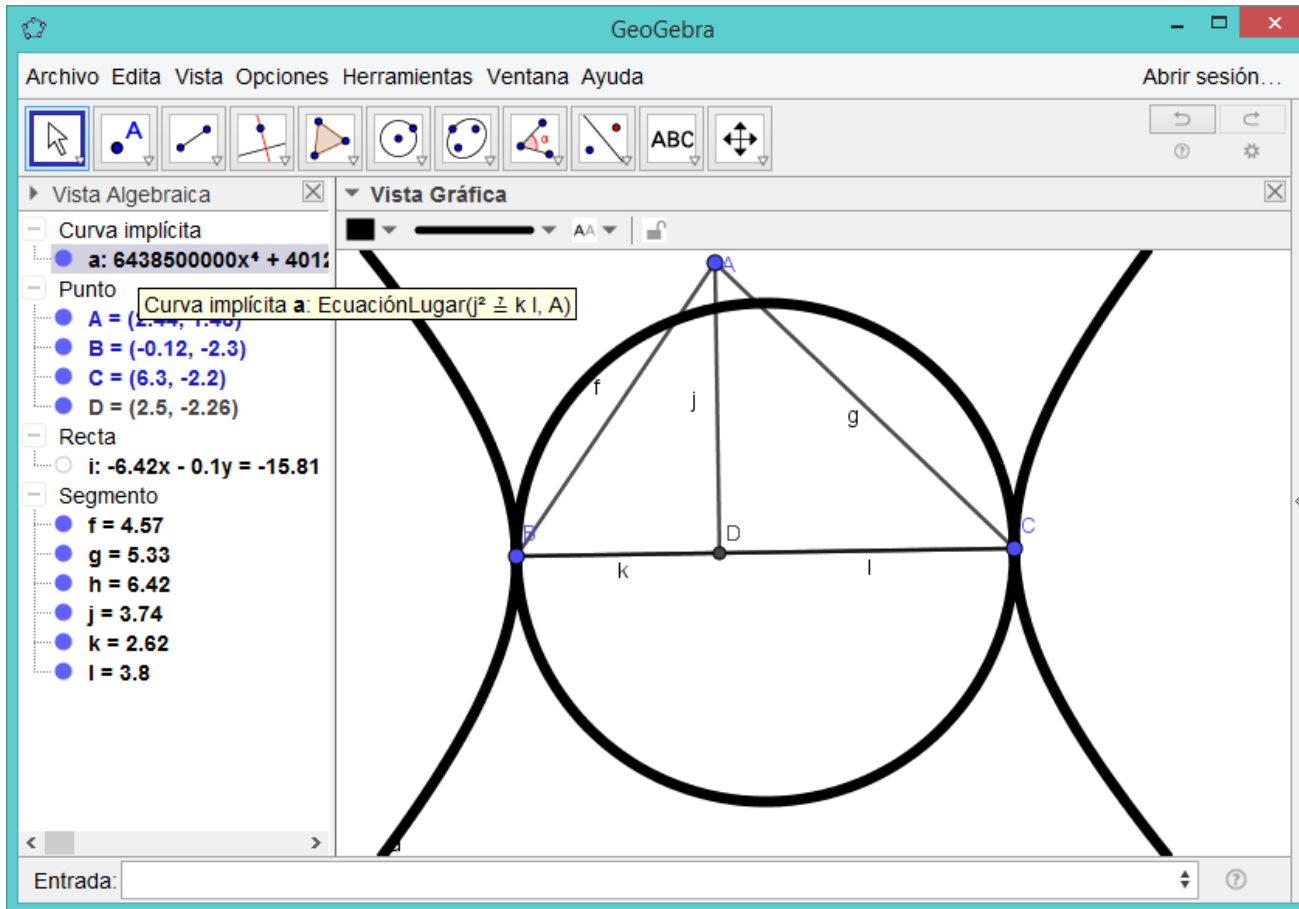 GeoGebra
Archivo Edita Vista Opciones Herramientas Ventana Ayuda
Abrir sesión...
A
α
ABC
Vista Algebraica
Vista Gráfica
Curva implícita
AA
a: 6438500000x⁴ + 4012
Punto
Curva implícita a: EcuaciónLugar(j² ≟ k l, A)
B = (-0.12, -2.3)
C = (6.3, -2.2)
D = (2.5, -2.26)
Recta
i: -6.42x - 0.1y = -15.81
Segmento
f = 4.57
g = 5.33
h = 6.42
j = 3.74
k = 2.62
l = 3.8
A
f
j
g
B
D
C
k
l
Entrada: